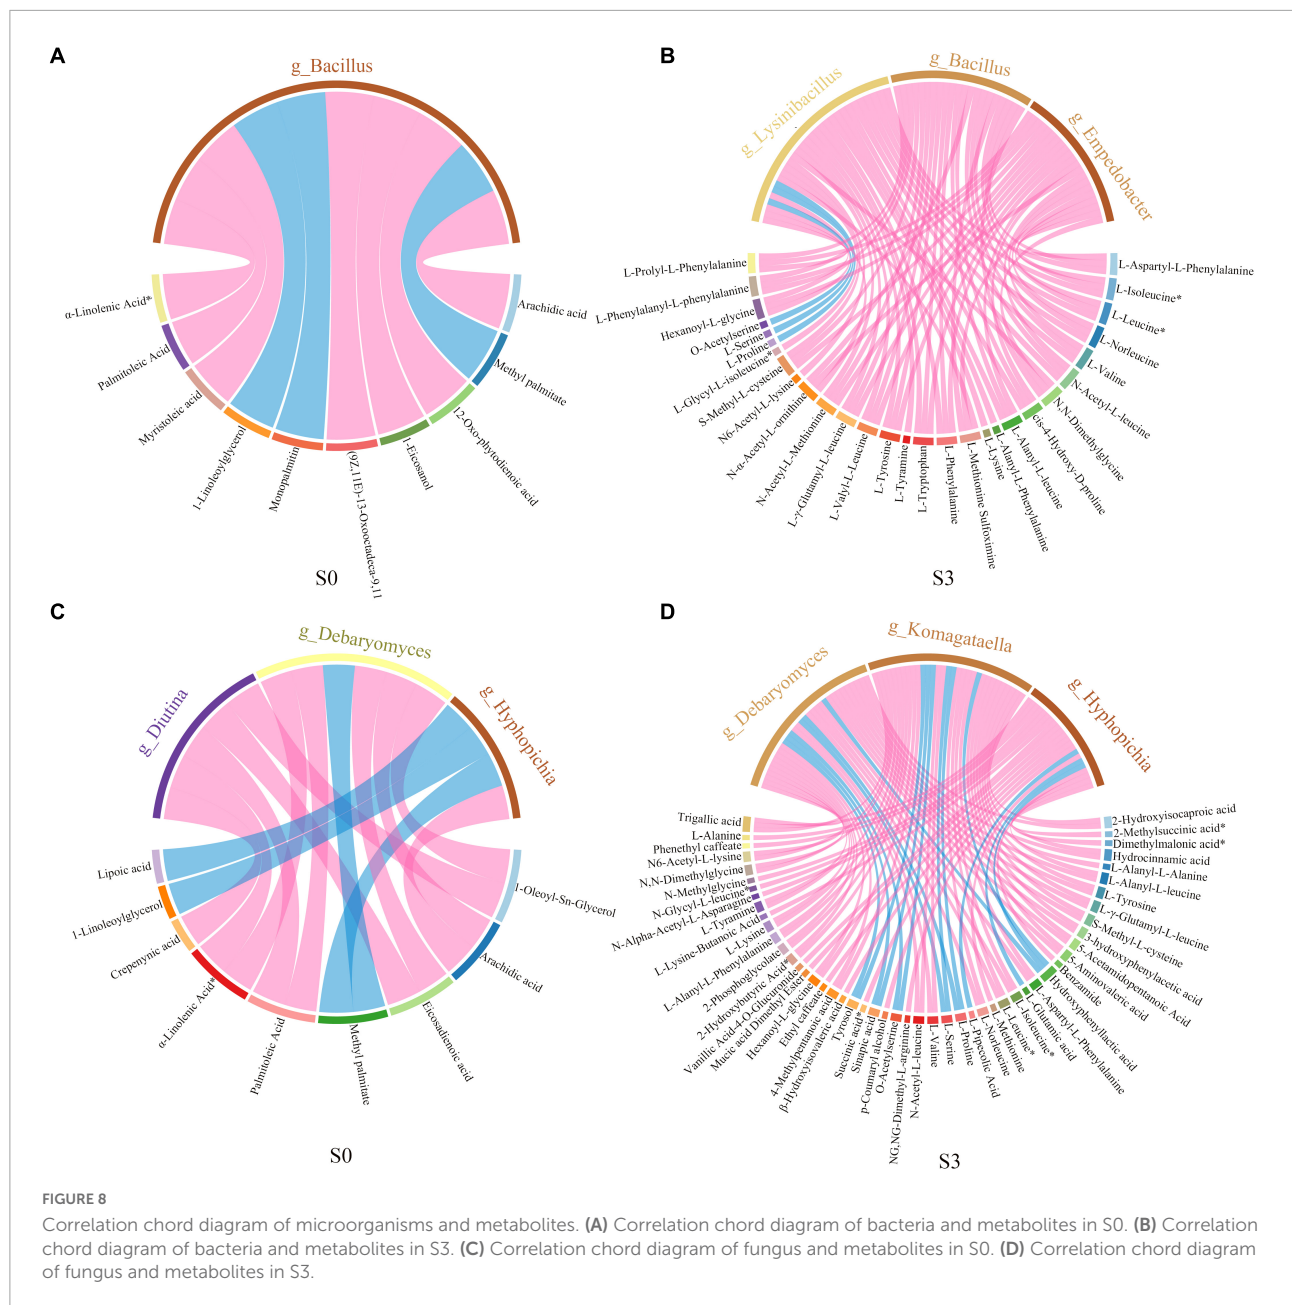 A
g_Bacillus
α-Linolenic Acid*
Palmitoleic Acid
Myristoleic acid
1-Linoleoylglycerol
Monopalmitin
(9Z,11E)-13-Oxooctadeca-9,11
1-Eicosanol
12-Oxo-phytodienoic acid
Methyl palmitate
Arachidic acid
S0
B
g_Lysinibacillus
g_Bacillus
g_Empedobacter
L-Prolyl-L-Phenylalanine
L-Phenylalanyl-L-phenylalanine
Hexanoyl-L-glycine
O-Acetylserine
L-Serine
L-Proline
L-Glycyl-L-isoleucine*
S-Methyl-L-cysteine
N6-Acetyl-L-lysine
N-α-Acetyl-L-ornithine
N-Acetyl-L-Methionine
L-γ-Glutamyl-L-leucine
L-Valyl-L-Leucine
L-Tyrosine
L-Tyramine
L-Tryptophan
L-Phenylalanine
L-Methionine Sulfoximine
L-Lysine
L-Alanyl-L-Phenylalanine
L-Alanyl-L-leucine
cis-4-Hydroxy-D-proline
N,N-Dimethylglycine
N-Acetyl-L-leucine
L-Valine
L-Norleucine
L-Leucine*
L-Isoleucine*
L-Aspartyl-L-Phenylalanine
S3
C
g_Diutina
g_Debaryomyces
g_Hyphopichia
Lipoic acid
1-Linoleoylglycerol
Crepenynic acid
α-Linolenic Acid*
Palmitoleic Acid
Methyl palmitate
Eicosadienoic acid
Arachidic acid
1-Oleoyl-Sn-Glycerol
S0
D
g_Debaryomyces
g_Komagataella
g_Hyphopichia
Trigallic acid
L-Alanine
Phenethyl caffeate
N6-Acetyl-L-lysine
N,N-Dimethylglycine
N-Methylglycine
N-Glycyl-L-leucine*
N-Alpha-Acetyl-L-Asparagine
L-Tyramine
L-Lysine-Butanoic Acid
L-Lysine
L-Alanyl-L-Phenylalanine
2-Phosphoglycolate
2-Hydroxybutyric Acid*
Vanillic Acid-4-O-Glucuronide
Mucic acid Dimethyl Ester
Hexanoyl-L-glycine
Ethyl caffeate
4-Methylpentanoic acid
β-Hydroxyisovaleric acid
Tyrosol
Succinic acid*
Sinapic acid
p-Coumaryl alcohol
O-Acetylserine
NG,NG-Dimethyl-L-arginine
N-Acetyl-L-leucine
L-Valine
L-Serine
L-Proline
L-Pipecolic Acid
L-Norleucine
L-Methionine
L-Leucine*
L-Isoleucine*
L-Glutamic acid
L-Aspartyl-L-Phenylalanine
Hydroxyphenyllactic acid
Benzamide
5-Aminovaleric acid
5-Acetamidopentanoic Acid
3-hydroxyphenylacetic acid
S-Methyl-L-cysteine
L-γ-Glutamyl-L-leucine
L-Tyrosine
L-Alanyl-L-leucine
L-Alanyl-L-Alanine
Hydrocinnamic acid
Dimethylmalonic acid*
2-Methylsuccinic acid*
2-Hydroxyisocaproic acid
S3
FIGURE 8
Correlation chord diagram of microorganisms and metabolites. (A) Correlation chord diagram of bacteria and metabolites in S0. (B) Correlation
chord diagram of bacteria and metabolites in S3. (C) Correlation chord diagram of fungus and metabolites in S0. (D) Correlation chord diagram
of fungus and metabolites in S3.